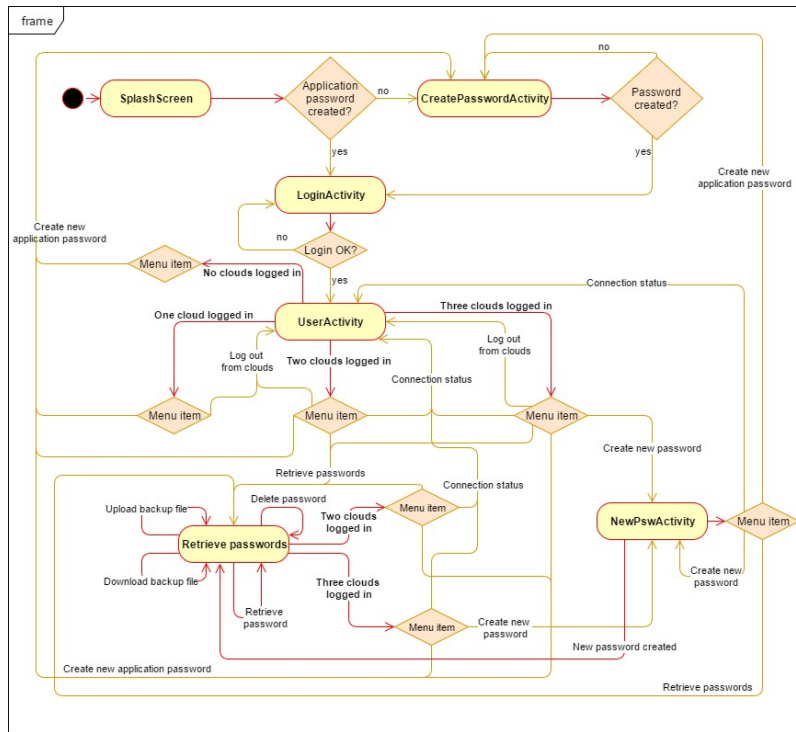 frame
no
no
SplashScreen
Application
password
created?
CreatePasswordActivity
Password
created?
yes
yes
Create new
application password
LoginActivity
Create new
application password
no
Login OK?
Menu item
No clouds logged in
yes
Connection status
One cloud logged in
UserActivity
Three clouds logged in
Log out
from clouds
Two clouds logged in
Log out
from clouds
Connection status
Menu item
Menu item
Menu item
Create new password
Retrieve passwords
Connection status
Delete password
Upload backup file
Two clouds
logged in
Menu item
NewPswActivity
Menu item
Retrieve passwords
Download backup file
Three clouds
logged in
Create new
password
Retrieve
password
Menu item
Create new
password
New password created
Create new application password
Retrieve passwords